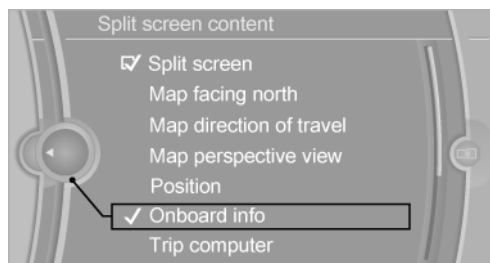 Split screen content
Split screen
Map facing north
Map direction of travel
Map perspective view
Position
Onboard info
Trip computer